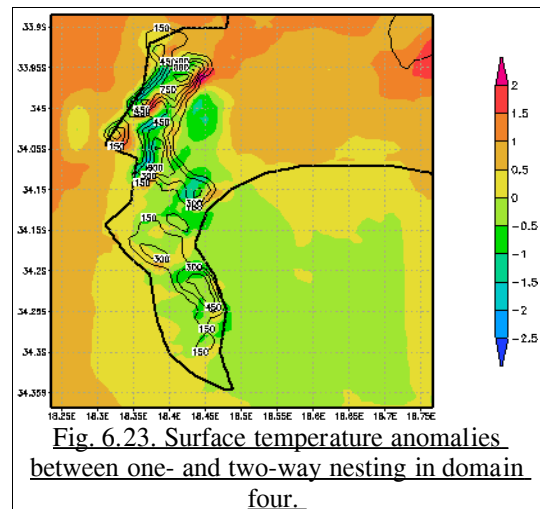 33.9S
33.95S
34S
34.05S
34.1S
34.15S
34.2S
34.25S
34.3S
34.35S
150
750
450
450
150
150
300
150
300
300
450
150
150
18.25E 18.3E 18.35E 18.4E 18.45E 18.5E 18.55E 18.6E 18.65E 18.7E 18.75E
2
1.5
1
0.5
0
-0.5
-1
-1.5
-2
-2.5
Fig. 6.23. Surface temperature anomalies
between one- and two-way nesting in domain
four.